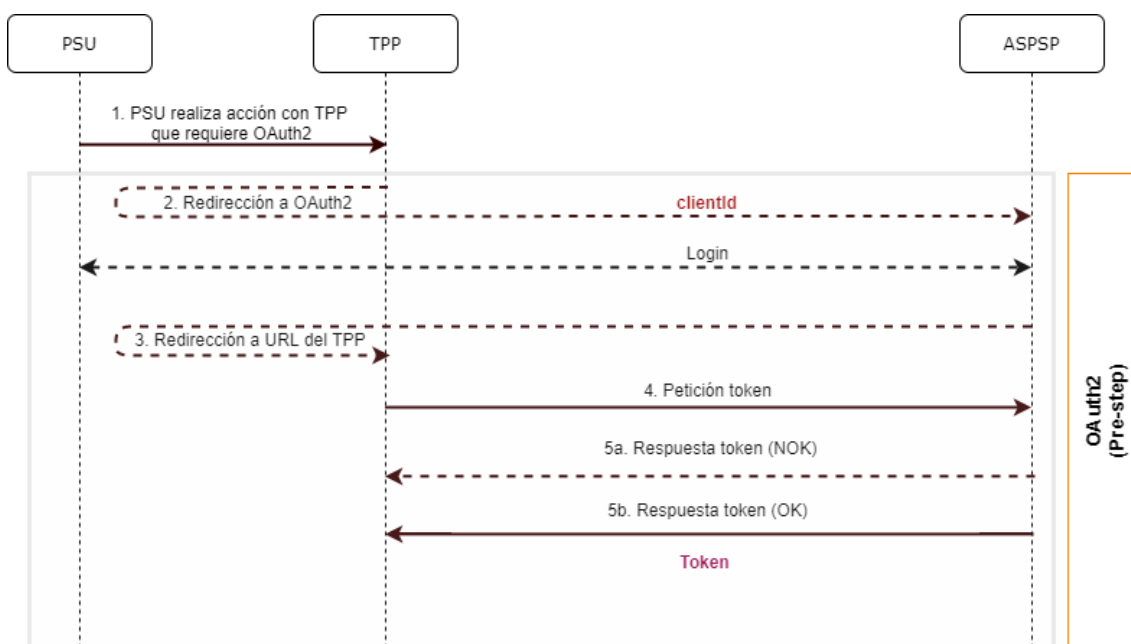 PSU
TPP
ASPSP
1. PSU realiza acción con TPP
que requiere OAuth2
2. Redirección a OAuth2
clientId
Login
3. Redirección a URL del TPP
4. Petición token
5a. Respuesta token (NOK)
5b. Respuesta token (OK)
Token
OAuth2
(Pre-step)